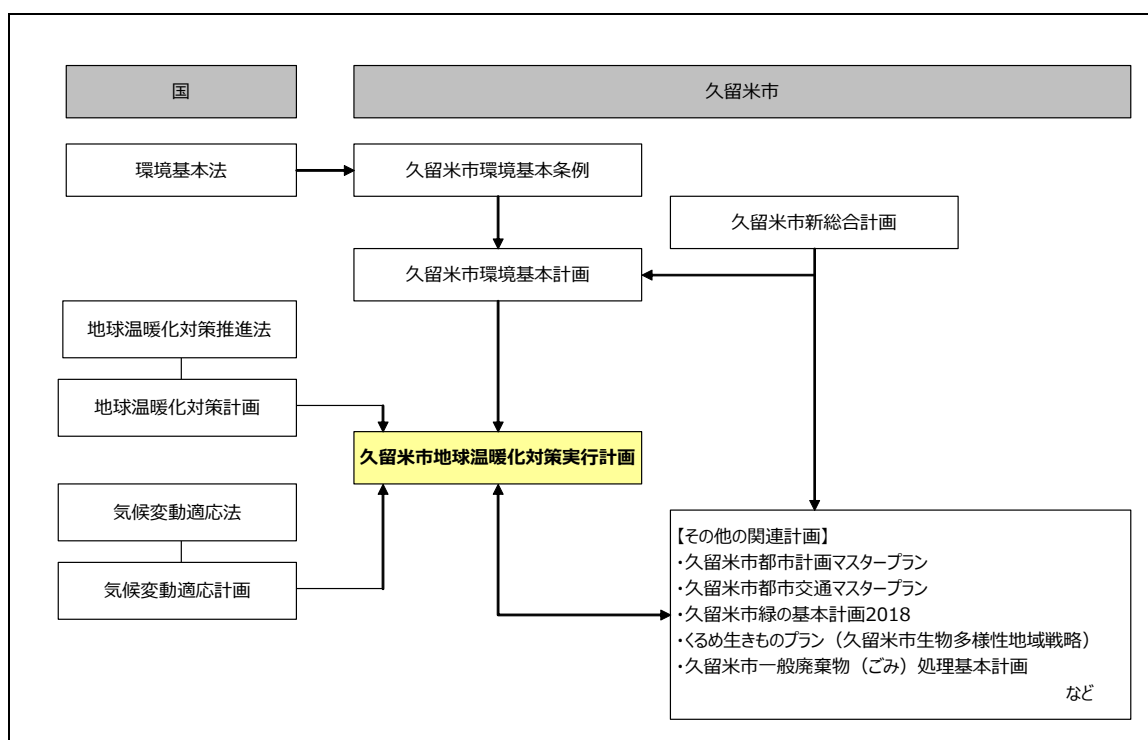 国
久留米市
環境基本法
久留米市環境基本条例
久留米市新総合計画
久留米市環境基本計画
地球温暖化対策推進法
地球温暖化対策計画
久留米市地球温暖化対策実行計画
気候変動適応法
気候変動適応計画
【その他の関連計画】
・久留米市都市計画マスタープラン
・久留米市都市交通マスタープラン
・久留米市緑の基本計画2018
・くるめ生きものプラン（久留米市生物多様性地域戦略）
・久留米市一般廃棄物（ごみ）処理基本計画
など